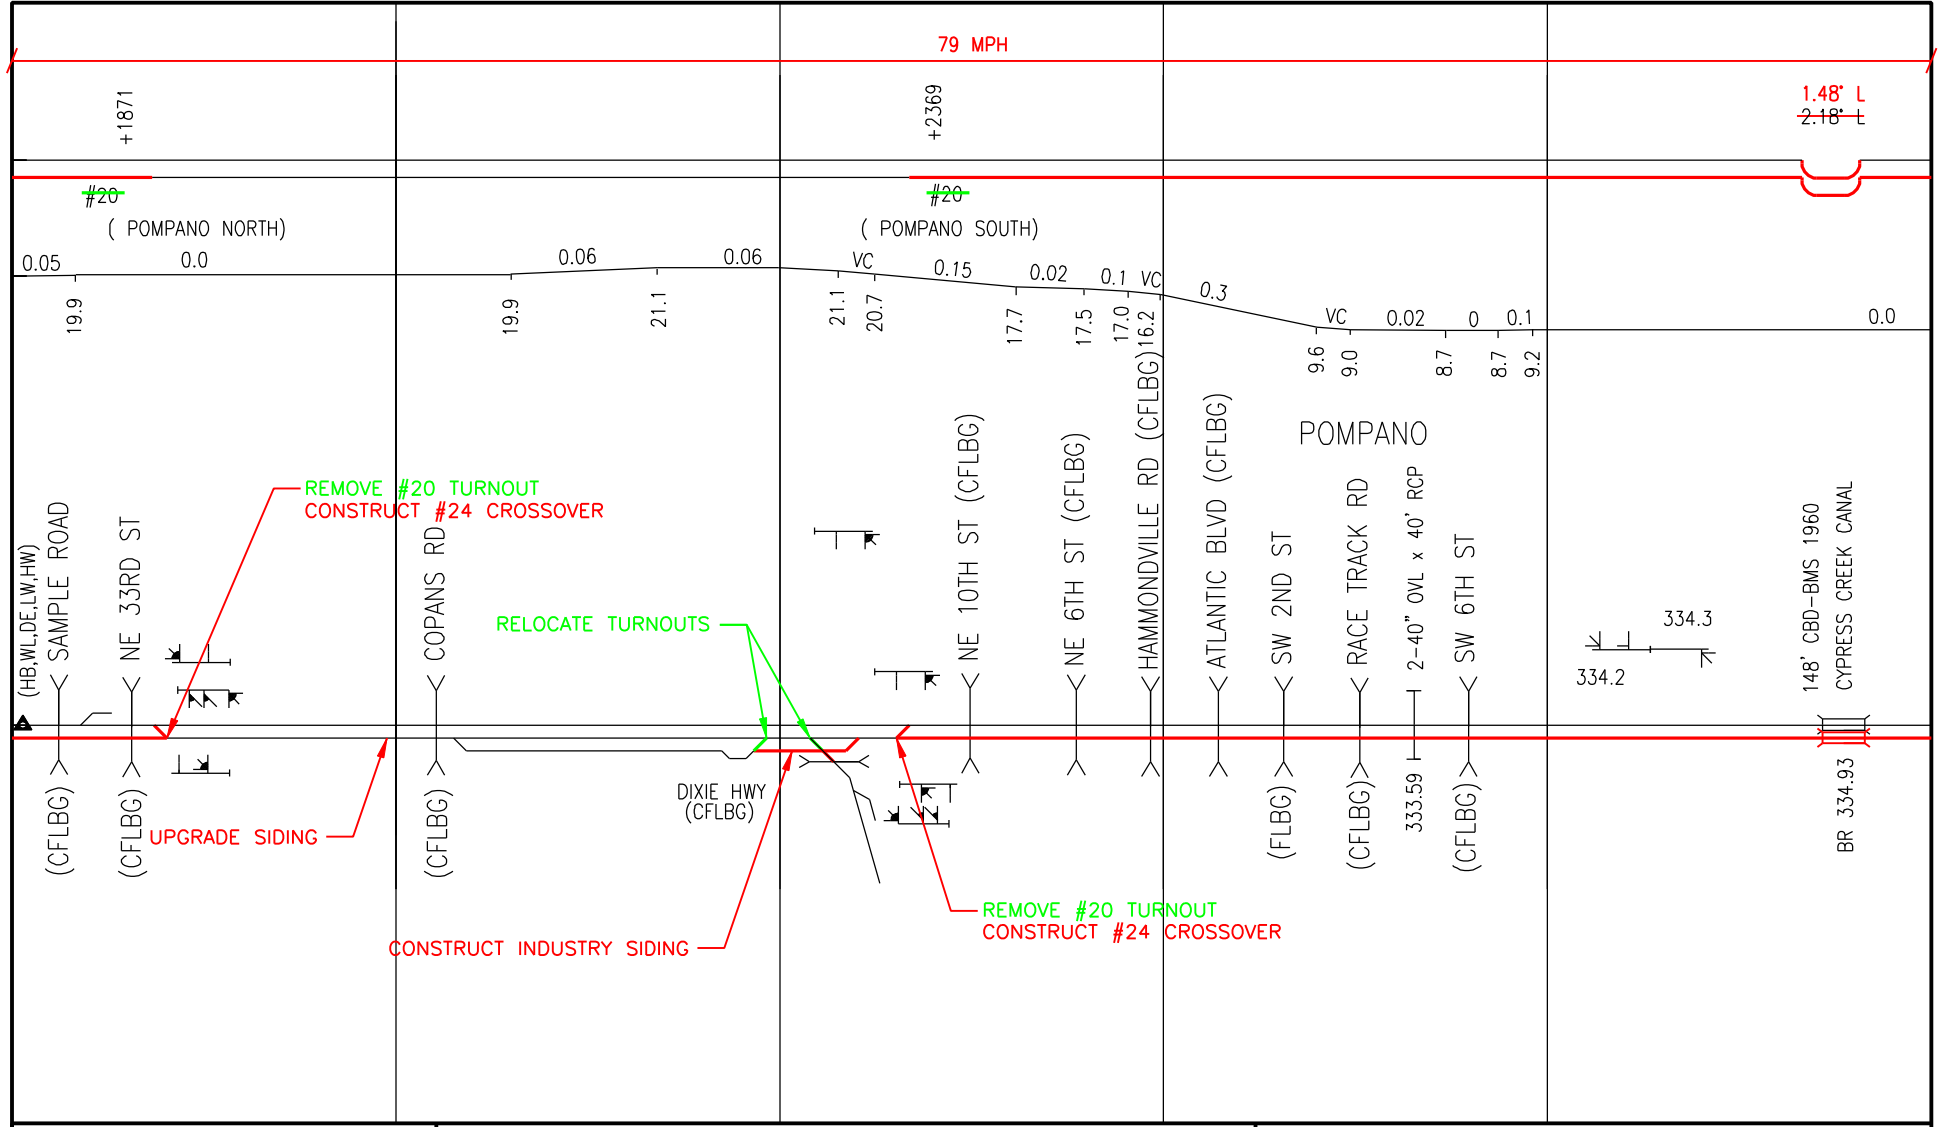 79 MPH
+1871
+2369
1.48° L
2.18° L
#20
#20
( POMPANO NORTH)
( POMPANO SOUTH)
0.05
0.0
0.06
0.06
VC
0.15
0.02
0.1
VC
0.3
VC
0.02
0
0.1
0.0
19.9
19.9
21.1
21.1
20.7
17.7
17.5
17.0
16.2
9.6
9.0
8.7
8.7
9.2
POMPANO
REMOVE #20 TURNOUT
CONSTRUCT #24 CROSSOVER
RELOCATE TURNOUTS
(HB,WL,DE,LW,HW)
SAMPLE ROAD
(CFLBG)
NE 33RD ST
(CFLBG)
COPANS RD
(CFLBG)
NE 10TH ST (CFLBG)
NE 6TH ST (CFLBG)
HAMMONDVILLE RD (CFLBG)
ATLANTIC BLVD (CFLBG)
SW 2ND ST
(FLBG)
RACE TRACK RD
(CFLBG)
2-40" OVL x 40' RCP
333.59
SW 6TH ST
(CFLBG)
334.3
334.2
148' CBD-BMS 1960
CYPRESS CREEK CANAL
BR 334.93
DIXIE HWY
(CFLBG)
UPGRADE SIDING
CONSTRUCT INDUSTRY SIDING
REMOVE #20 TURNOUT
CONSTRUCT #24 CROSSOVER